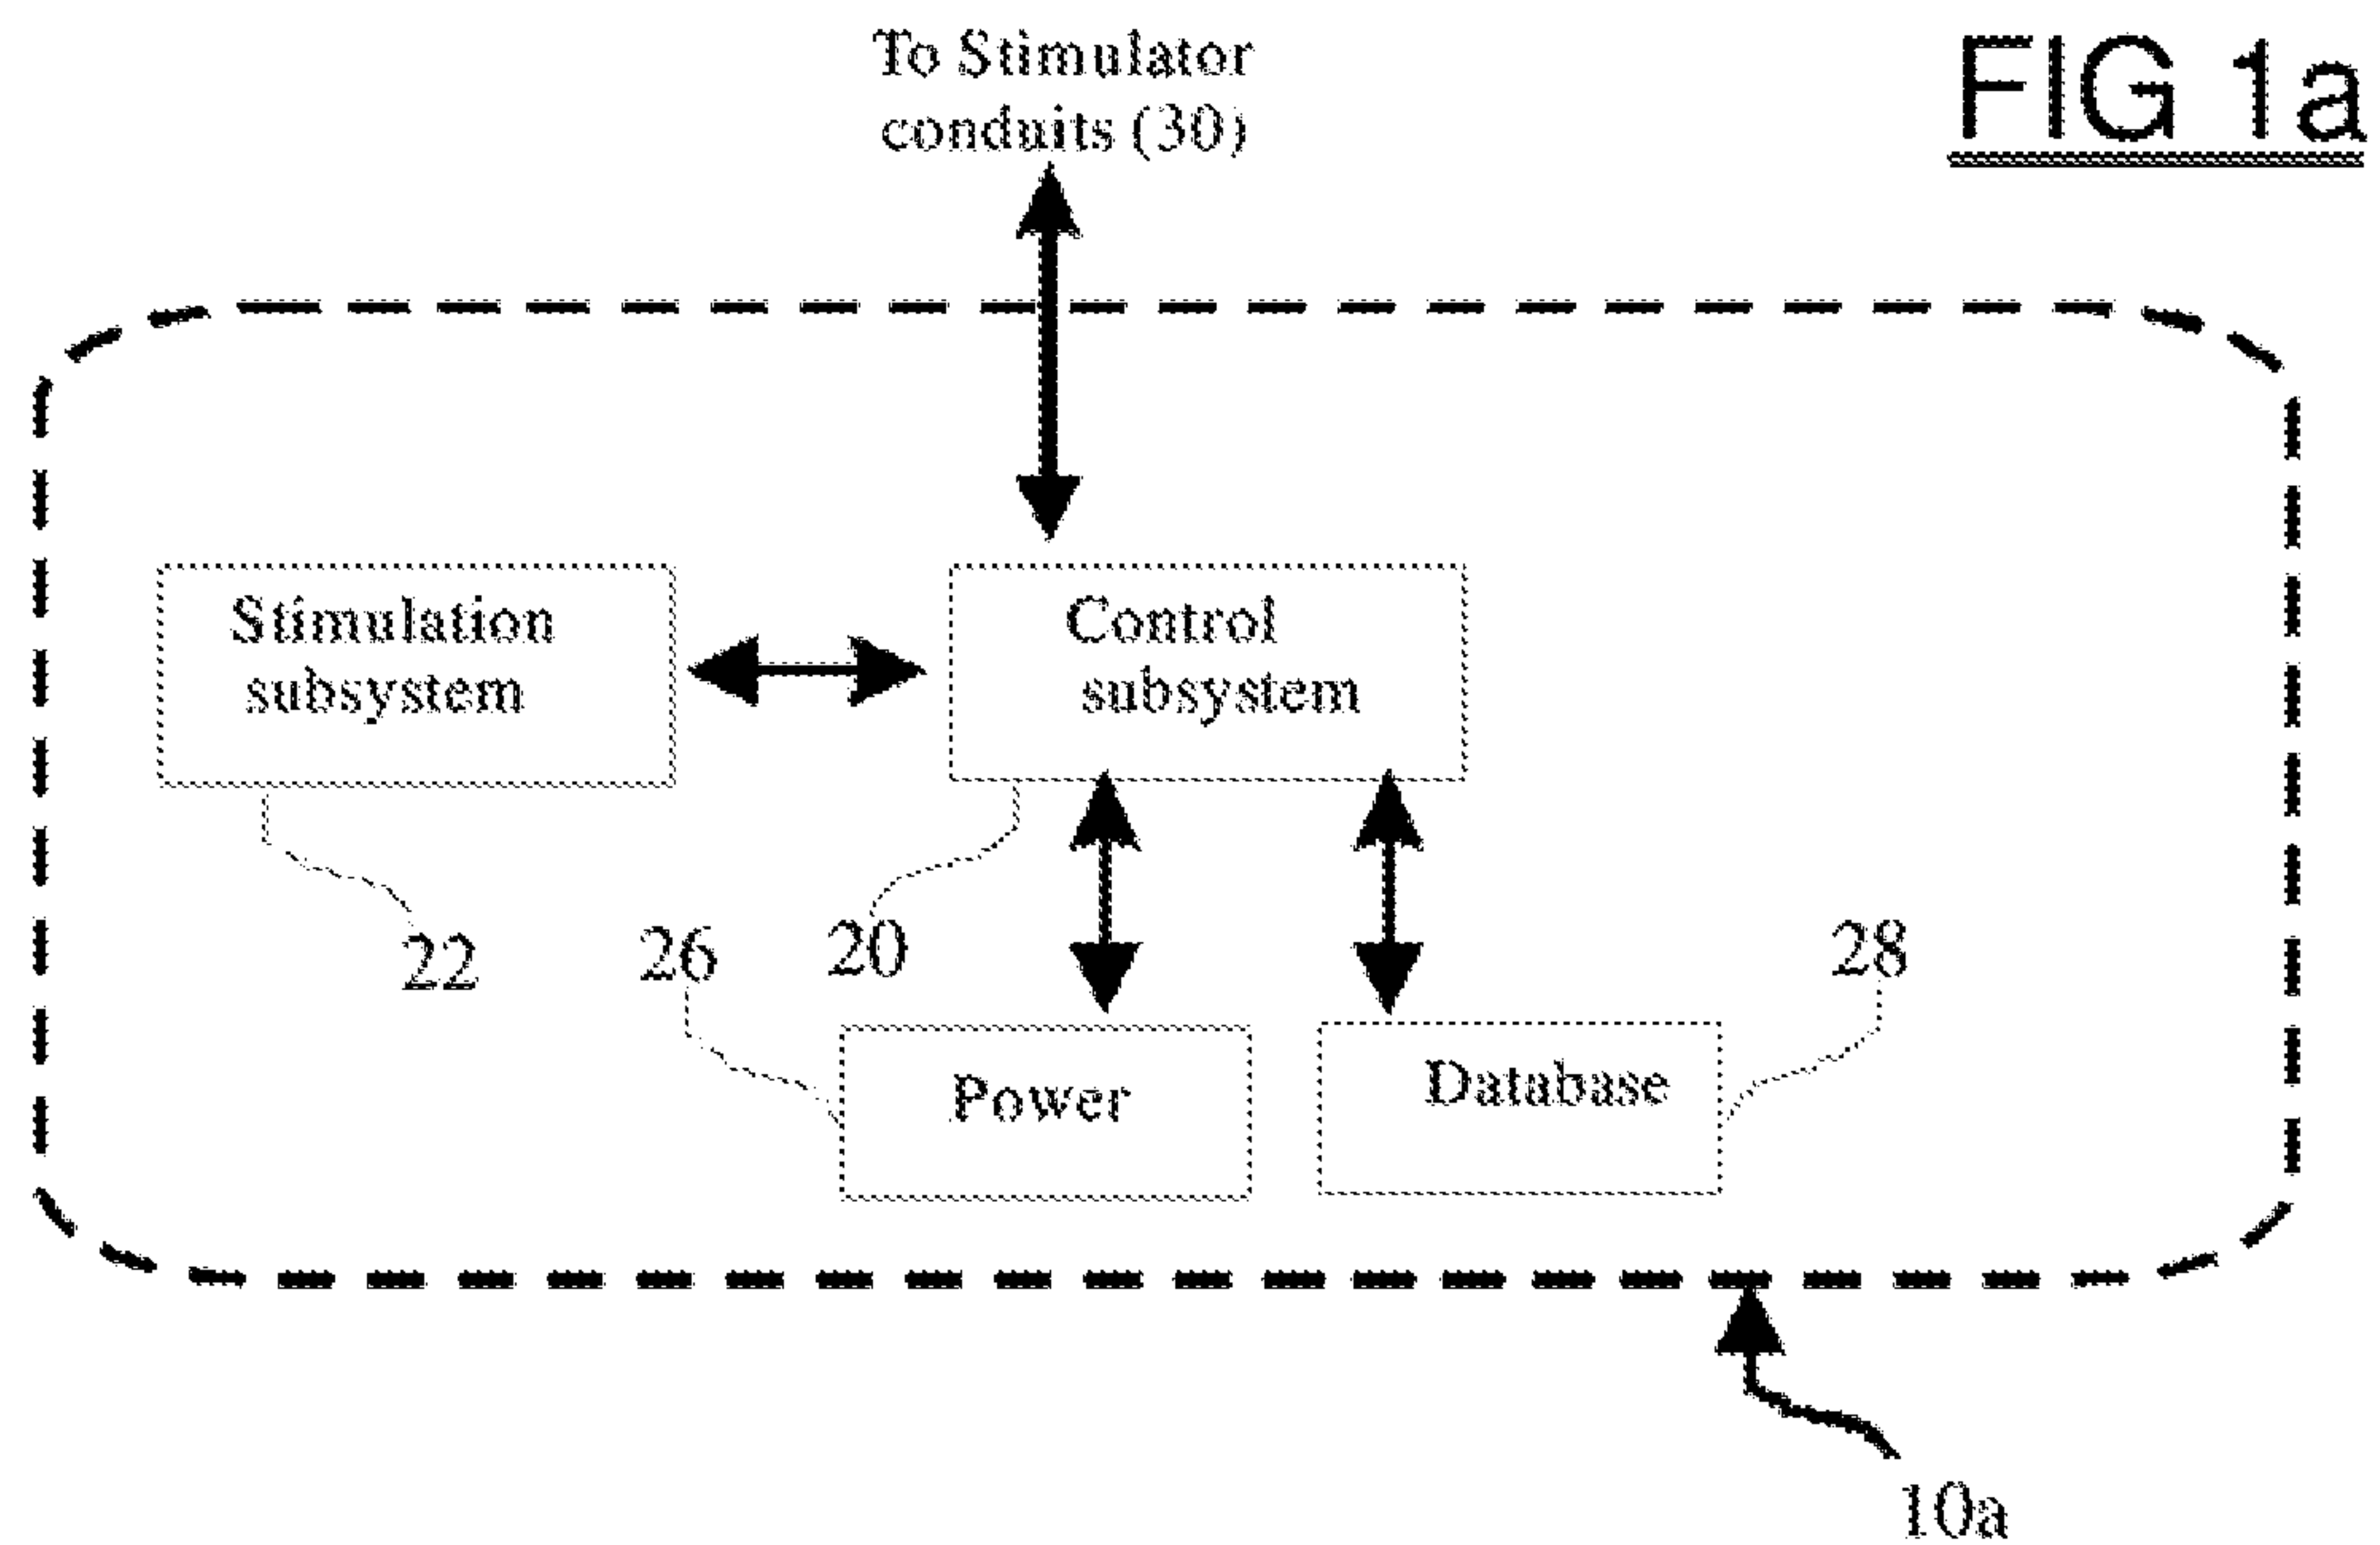 FIG 1a
To Stimulator
conduits (30)
Stimulation
subsystem
Control
subsystem
22
26
20
28
Power
Database
10a